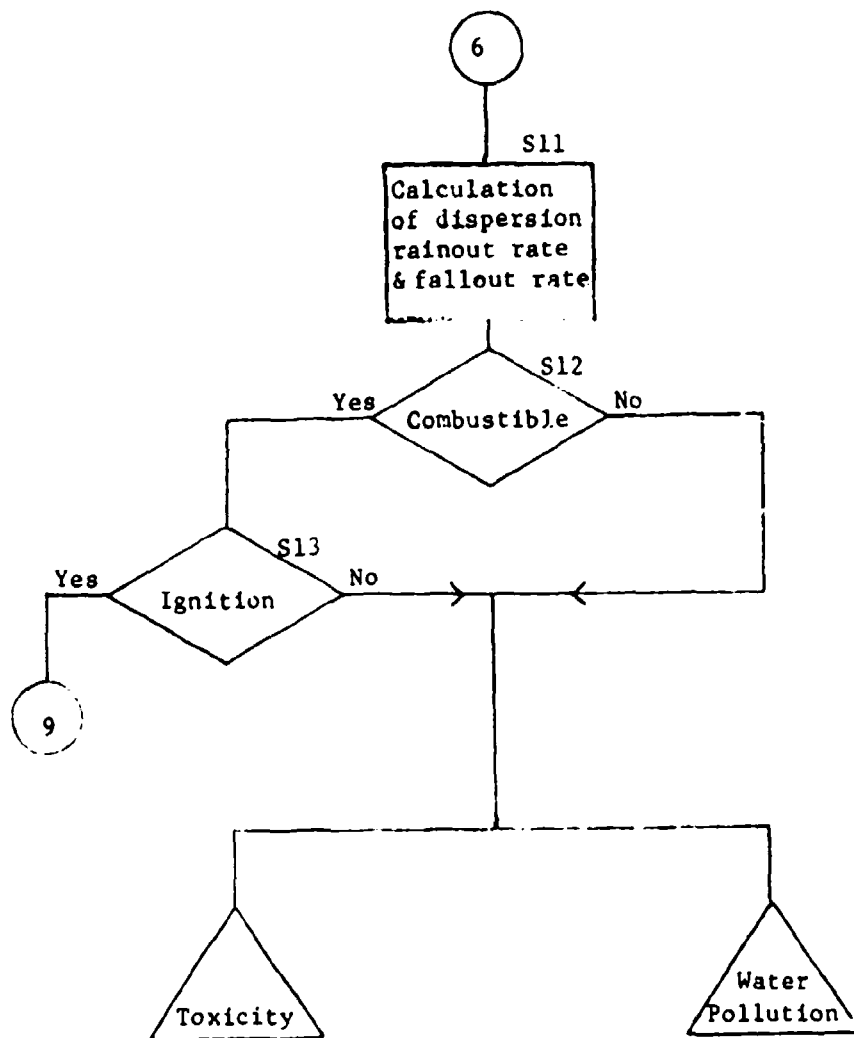 6
S11
Calculation
of dispersion
rainout rate
& fallout rate
S12
Yes
Combustible
No
S13
Yes
Ignition
No
9
Toxicity
Water
Pollution